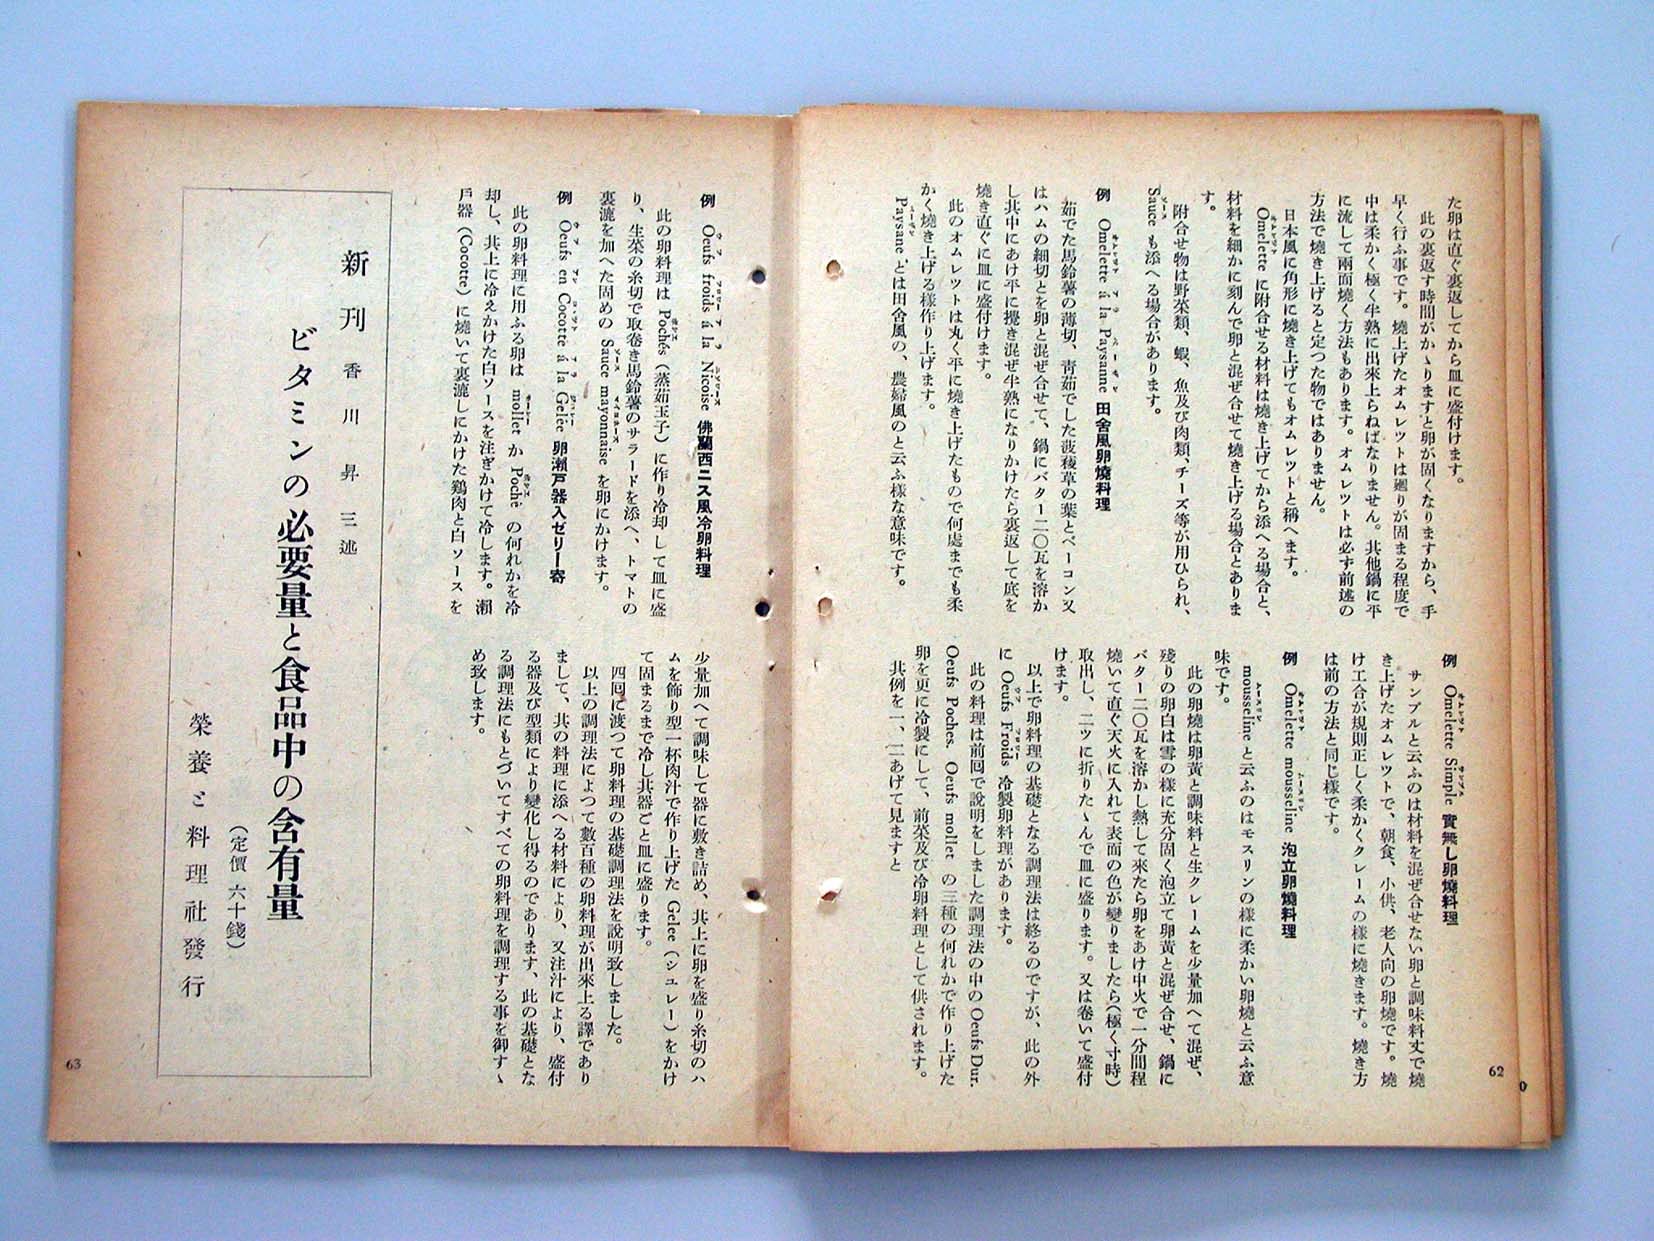 た卵は直ぐ裏返してから皿に盛付けます。
此の裏返す時間がかゝりますと卵が固くなりますから、手
早く行ふ事です。燒上げたオムレツトは廻りが固まる程度で
中は柔かく極く半熟に出來上らねばなりません。其他鍋に平
に流して兩面燒く方法もあります。オムレツトは必ず前述の
方法で燒き上げると定つた物ではありません。
日本風に角形に燒き上げてもオムレツトと稱へます。
Omelette に附合せる材料は燒き上げてから添へる場合と、
材料を細かに刻んで卵と混ぜ合せて燒き上げる場合とありま
す。
附合せ物は野菜類、蝦、魚及び肉類、チーズ等が用ひられ、
Sauce も添へる場合があります。
例 Omelette á la Paysanne 田舍風卵燒料理
茹でた馬鈴薯の薄切、靑茹でした菠薐草の葉とベーコン又
はハムの細切とを卵と混ぜ合せて、鍋にバター二〇瓦を溶か
し其中にあけ平に攪き混ぜ半熟になりかけたら裏返して底を
燒き直ぐに皿に盛付けます。
此のオムレツトは丸く平に燒き上げたもので何處までも柔
かく燒き上げる樣作り上げます。
Paysane とは田舍風の、農婦風のと云ふ樣な意味です。
例 Omelette Simple 實無し卵燒料理
サンプルと云ふのは材料を混ぜ合せない卵と調味料丈で燒
き上げたオムレツトで、朝食、小供、老人向の卵燒です。燒
け工合が規則正しく柔かくクレームの樣に燒きます。燒き方
は前の方法と同じ樣です。
例 Omelette mousseline 泡立卵燒料理
mousseline と云ふのはモスリンの樣に柔かい卵燒と云ふ意
味です。
此の卵燒は卵黃と調味料と生クレームを少量加へて混ぜ、
殘りの卵白は雪の樣に充分固く泡立て卵黃と混ぜ合せ、鍋に
バター二〇瓦を溶かし熱して來たら卵をあけ中火で一分間程
燒いて直ぐ天火に入れて表面の色が變りましたら(極く寸時)
取出し、二ツに折りたゝんで皿に盛ります。又は卷いて盛付
けます。
以上で卵料理の基礎となる調理法は終るのですが、此の外
に Oeufs Froids 冷製卵料理があります。
此の料理は前囘で說明をしました調理法の中の Oeufs Dur.
Oeufs Poches. Oeufs mollet の三種の何れかで作り上げた
卵を更に冷製にして、前菜及び冷卵料理として供されます。
其例を一、二あげて見ますと
62
例 Oeufs froids á la Nicoise 佛蘭西ニス風冷卵料理
此の卵料理は Pochés (蒸茹玉子)に作り冷却して皿に盛
り、生菜の糸切で取卷き馬鈴薯のサラードを添へ、トマトの
裏漉を加へた固めの Sauce mayonnaise を卵にかけます。
例 Oeufs en Cocotte á la Gelée 卵瀨戶器入ゼリー寄
此の卵料理に用ふる卵は mollet か Poché の何れかを冷
却し、共上に冷えかけた白ソースを注ぎかけて冷します。瀨
戶器 (Cocotte) に燒いて裏漉しにかけた鷄肉と白ソースを
少量加へて調味して器に敷き詰め、共上に卵を盛り糸切のハ
ムを飾り型一杯肉汁で作り上げた Gelée (ジュレー)をかけ
て固まるまで冷し共器ごと皿に盛ります。
四囘に渡つて卵料理の基礎調理法を說明致しました。
以上の調理法によつて數百種の卵料理が出來上る譯であり
まして、其の料理に添へる材料により、又注汁により、盛付
る器及び型類により變化し得るのであります、此の基礎とな
る調理法にもとづいてすべての卵料理を調理する事を御すゝ
め致します。
新刊 香川昇三述
ビタミンの必要量と食品中の含有量
(定價 六十錢)
榮養と料理社發行
63